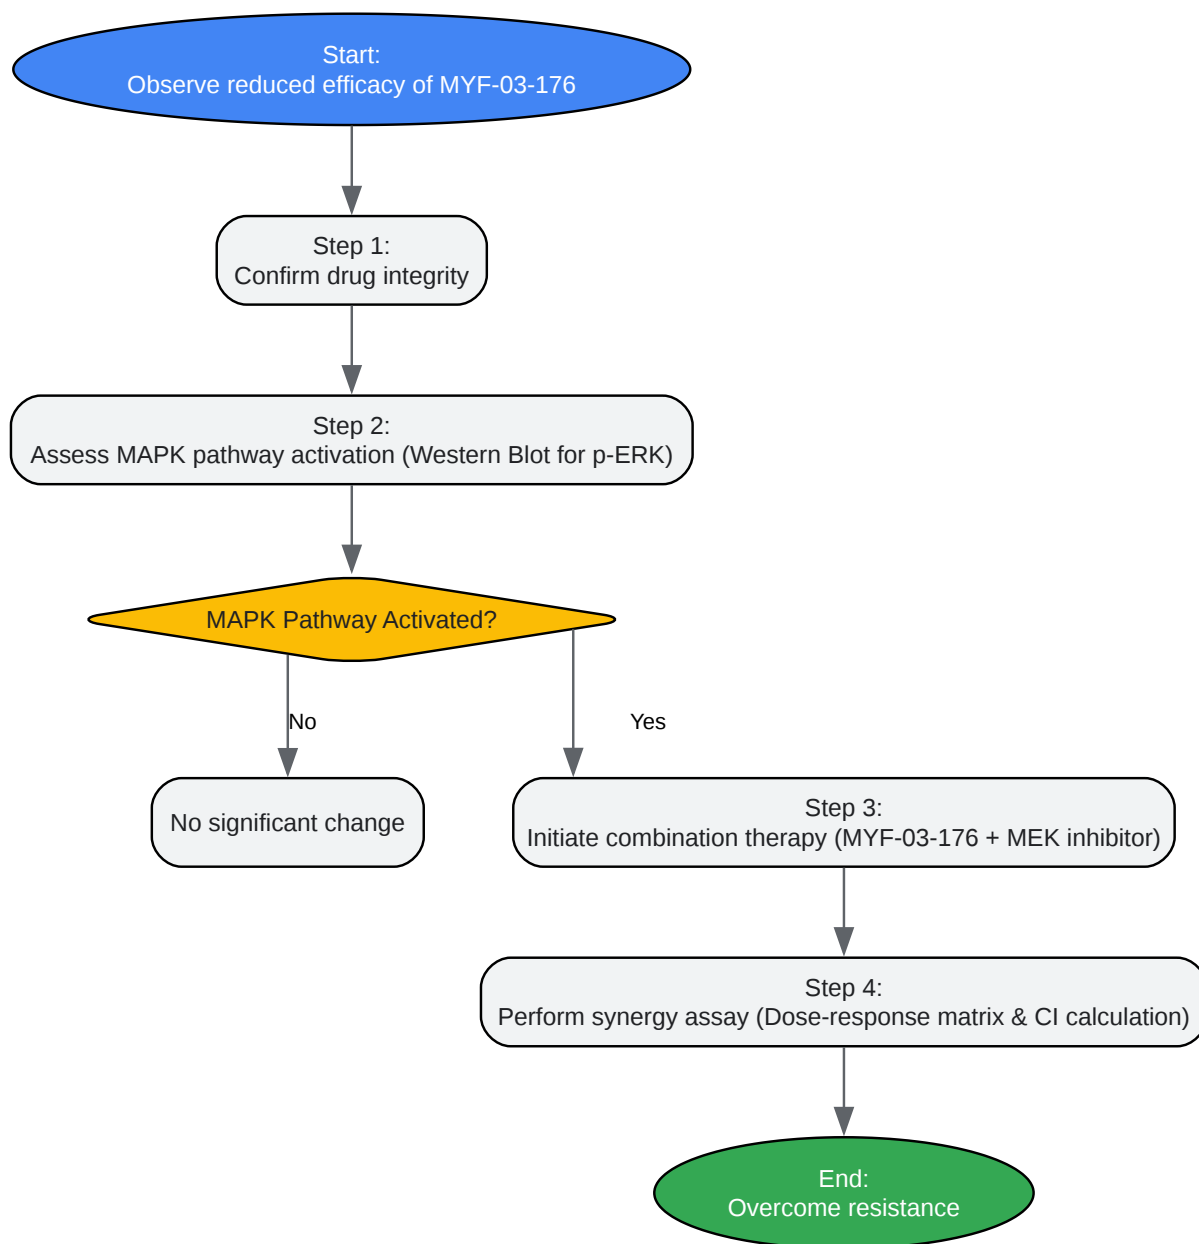 Start:
Observe reduced efficacy of MYF-03-176
Step 1:
Confirm drug integrity
Step 2:
Assess MAPK pathway activation (Western Blot for p-ERK)
MAPK Pathway Activated?
No
Yes
No significant change
Step 3:
Initiate combination therapy (MYF-03-176 + MEK inhibitor)
Step 4:
Perform synergy assay (Dose-response matrix & CI calculation)
End:
Overcome resistance